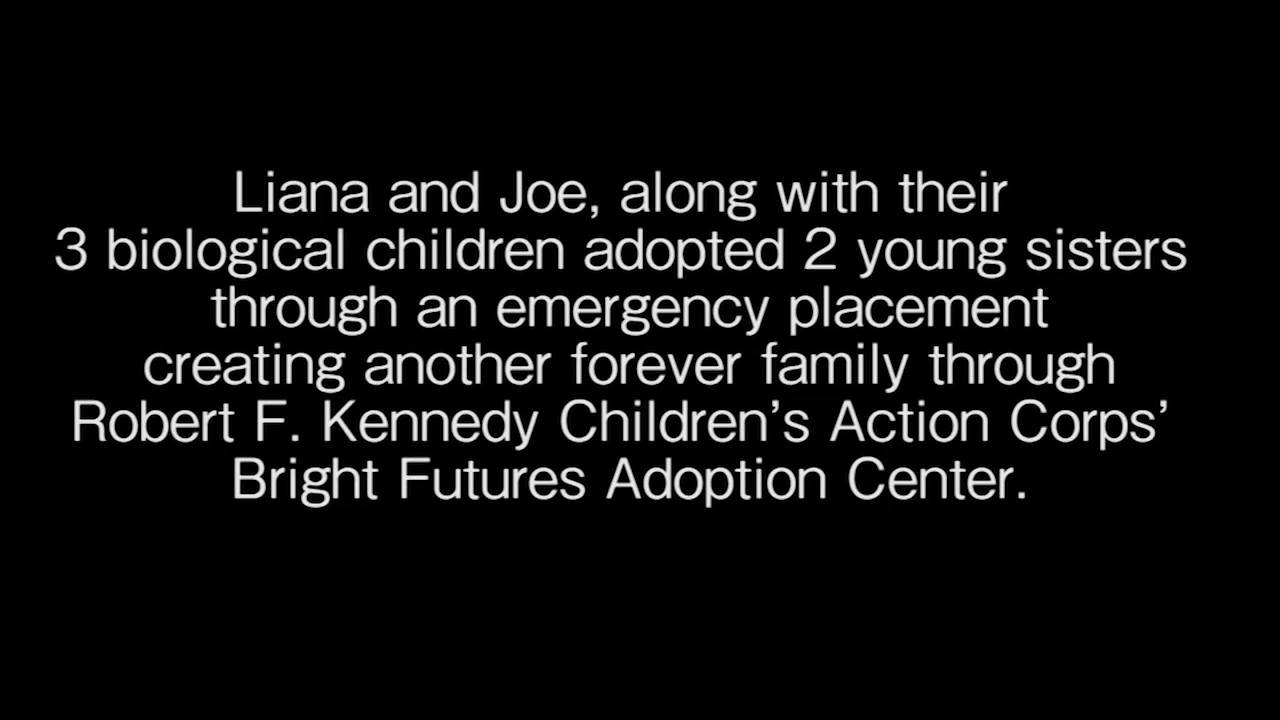 Liana and Joe, along with their
3 biological children adopted 2 young sisters
through an emergency placement
creating another forever family through
Robert F. Kennedy Children’s Action Corps’
Bright Futures Adoption Center.